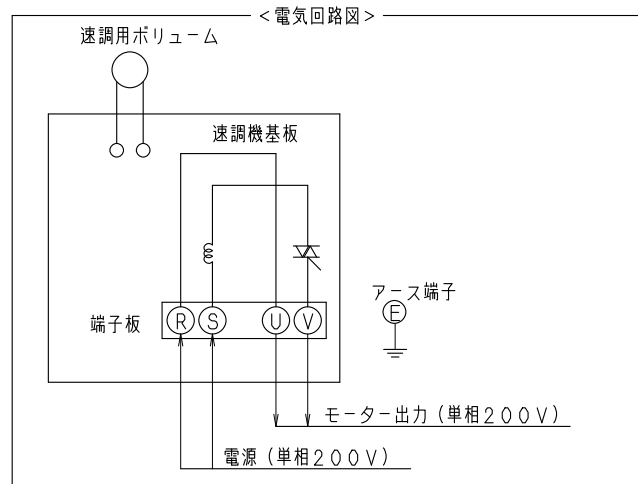 ＜電気回路図＞
速調用ボリューム
速調機基板
アース端子
E
端子板
R S U V
モーター出力（単相２００Ｖ）
電源（単相２００Ｖ）